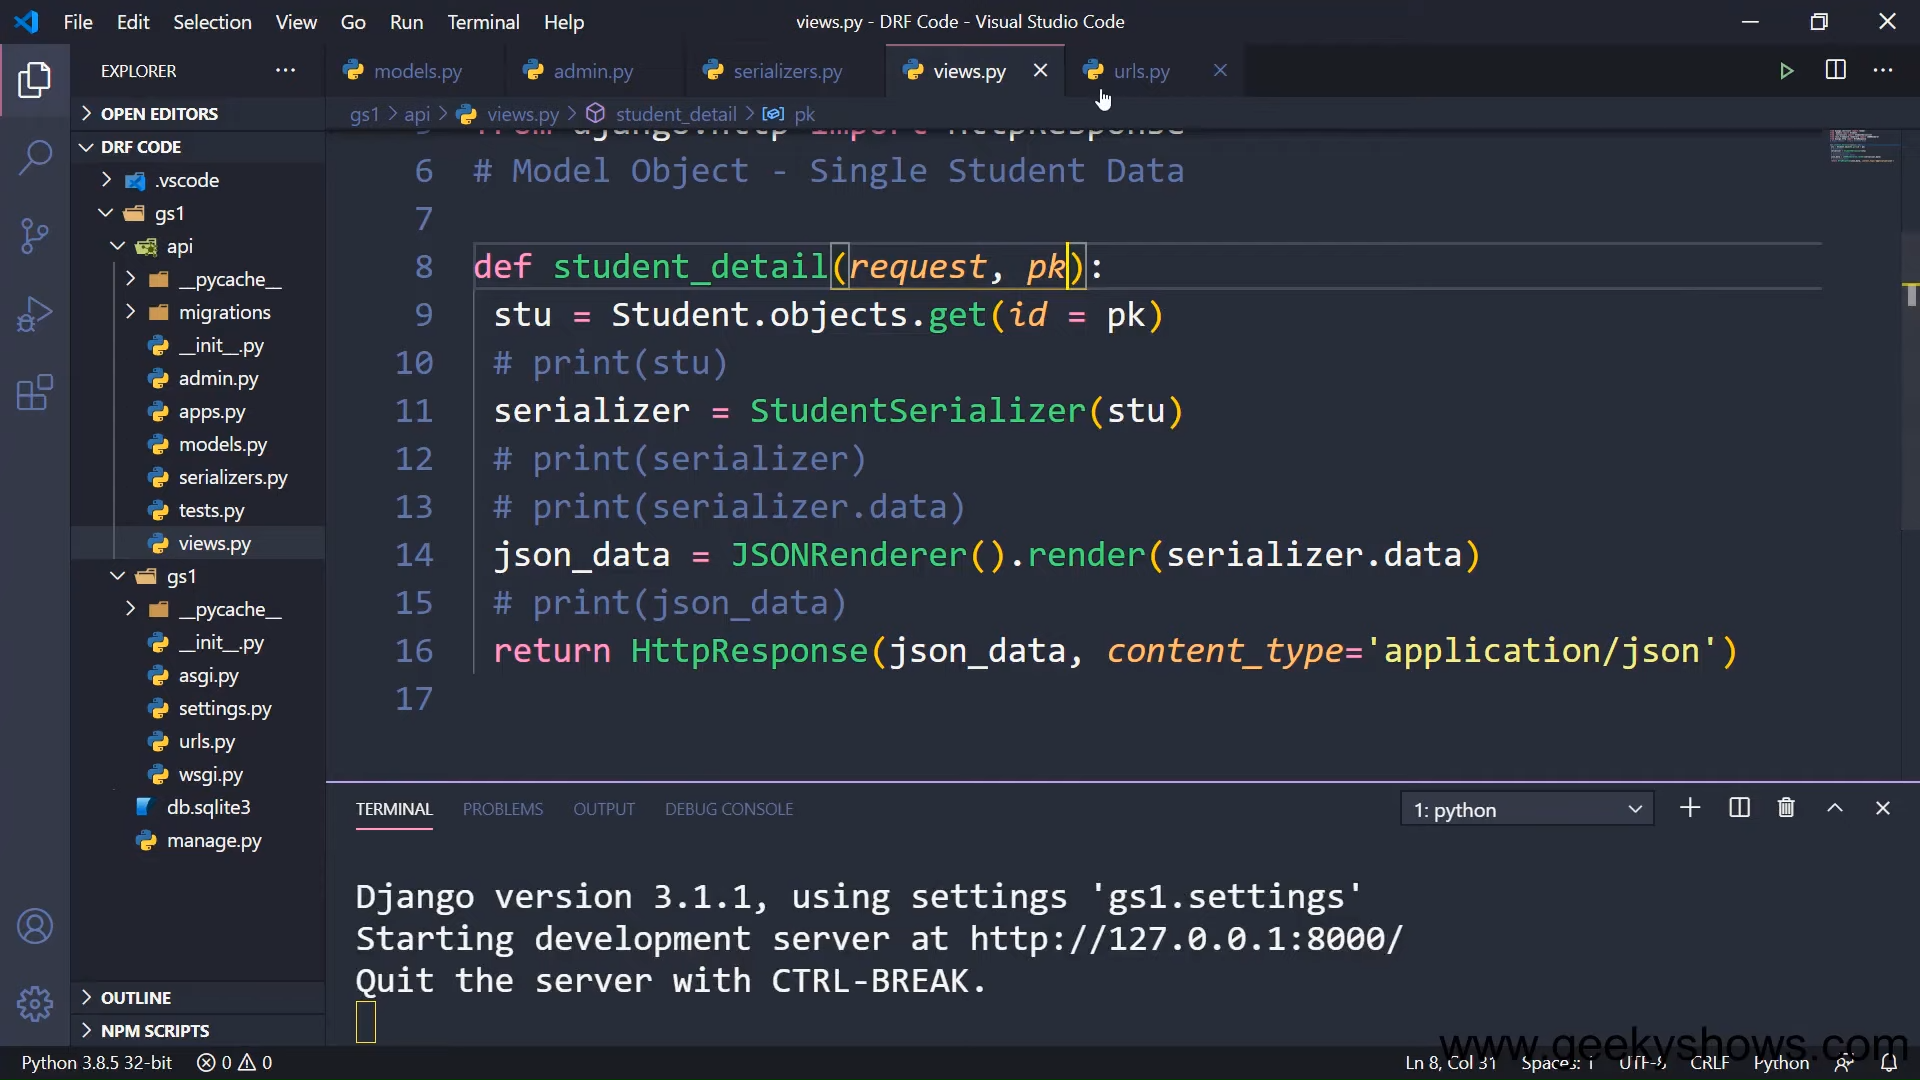 File Edit Selection View Go Run Terminal Help
views.py - DRF Code - Visual Studio Code
EXPLORER
models.py admin.py serializers.py views.py urls.py
OPEN EDITORS
gs1 > api > views.py > student_detail > pk
DRF CODE
.vscode
gs1
api
__pycache__
migrations
__init__.py
admin.py
apps.py
models.py
serializers.py
tests.py
views.py
gs1
__pycache__
__init__.py
asgi.py
settings.py
urls.py
wsgi.py
db.sqlite3
manage.py
OUTLINE
NPM SCRIPTS
5 from django.http import HttpResponse
6 # Model Object - Single Student Data
7
8 def student_detail(request, pk):
9 stu = Student.objects.get(id = pk)
10 # print(stu)
11 serializer = StudentSerializer(stu)
12 # print(serializer)
13 # print(serializer.data)
14 json_data = JSONRenderer().render(serializer.data)
15 # print(json_data)
16 return HttpResponse(json_data, content_type='application/json')
17
TERMINAL PROBLEMS OUTPUT DEBUG CONSOLE
1: python
Django version 3.1.1, using settings 'gs1.settings'
Starting development server at http://127.0.0.1:8000/
Quit the server with CTRL-BREAK.
www.geekyshows.com
Python 3.8.5 32-bit 0 0
Ln 8, Col 31 Spaces: 1 UTF-8 CRLF Python